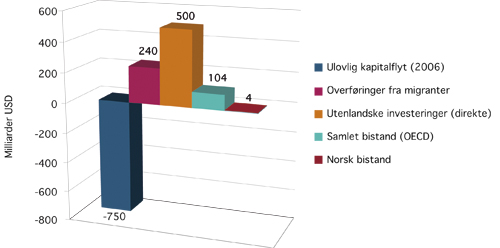 Milliarder USD
600
400
200
0
-200
-400
-600
-800
-750
240
500
104
4
Ulovlig kapitalflyt (2006)
Overføringer fra migranter
Utenlandske investeringer (direkte)
Samlet bistand (OECD)
Norsk bistand